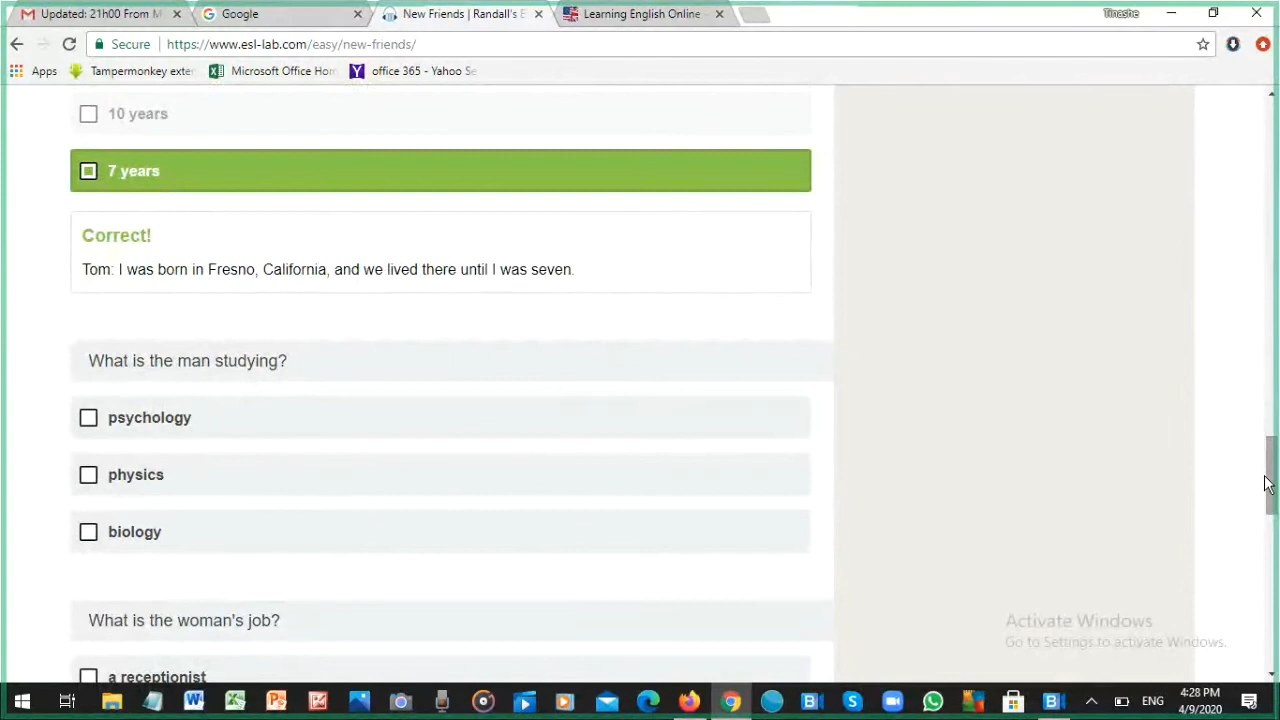 Updated: 21h00 From M
Google
New Friends | Randall's E
Learning English Online -
Tinashe
Secure
https://www.esl-lab.com/easy/new-friends/
Apps
Tampermonkey exter
Microsoft Office Hom
office 365 - Yahoo Se
10 years
7 years
Correct!
Tom: I was born in Fresno, California, and we lived there until I was seven.
What is the man studying?
psychology
physics
biology
What is the woman's job?
a receptionist
Activate Windows
Go to Settings to activate Windows.
ENG
4:28 PM
4/9/2020